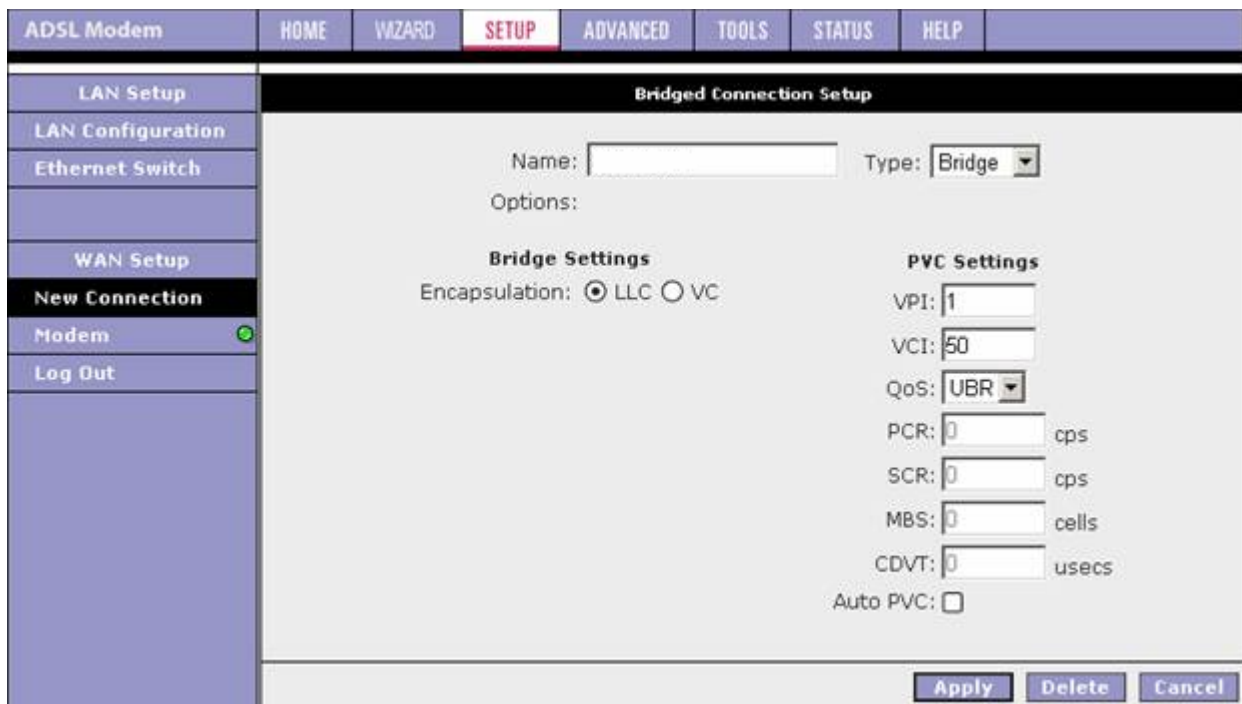 ADSL Modem HOME WIZARD SETUP ADVANCED TOOLS STATUS HELP
LAN Setup
LAN Configuration
Ethernet Switch
WAN Setup
New Connection
Modem
Log Out
Bridged Connection Setup
Name: Type: Bridge
Options:
Bridge Settings
Encapsulation: LLC VC
PVC Settings
VPI: 1
VCI: 50
QoS: UBR
PCR: 0 cps
SCR: 0 cps
MBS: 0 cells
CDVT: 0 usecs
Auto PVC:
Apply Delete Cancel